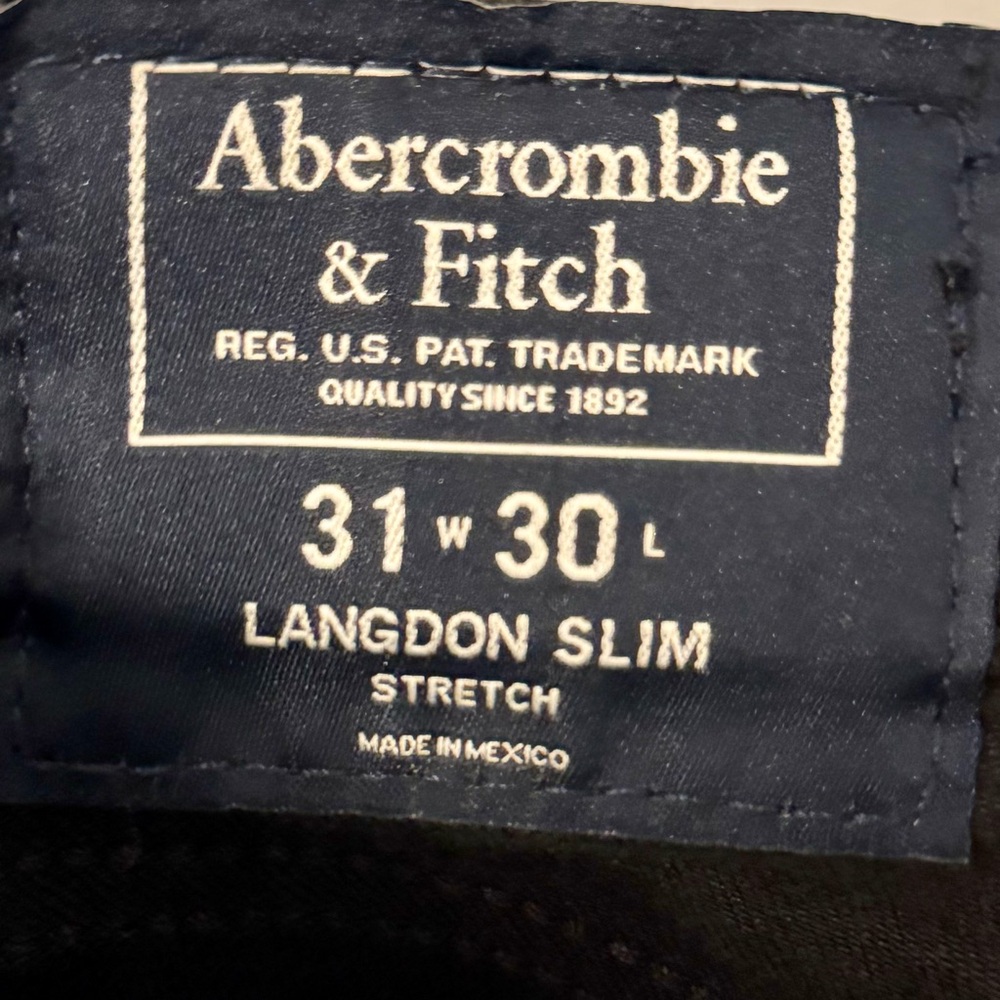 Abercrombie
& Fitch
REG. U.S. PAT. TRADEMARK
QUALITY SINCE 1892
31 W 30 L
LANGDON SLIM
STRETCH
MADE IN MEXICO